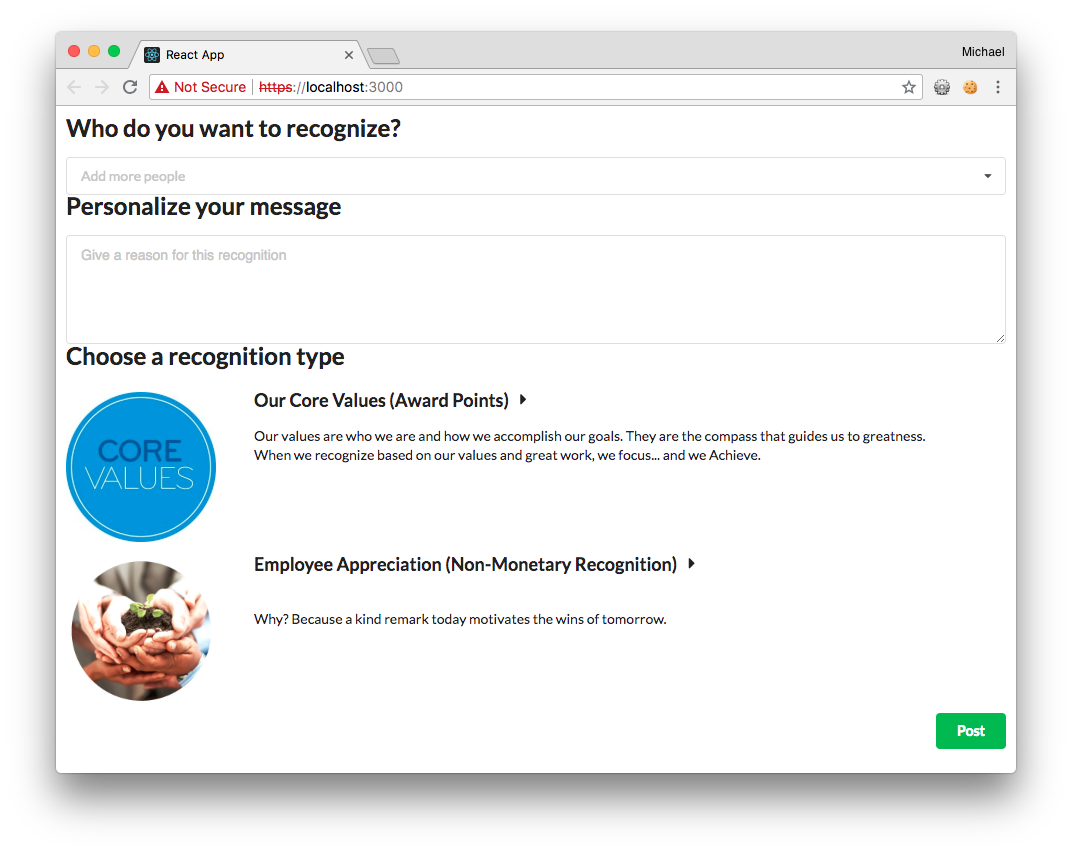 React App
Michael
Not Secure
https://localhost:3000
Who do you want to recognize?
Add more people
Personalize your message
Give a reason for this recognition
Choose a recognition type
CORE
VALUES
Our Core Values (Award Points)
Our values are who we are and how we accomplish our goals. They are the compass that guides us to greatness.
When we recognize based on our values and great work, we focus... and we Achieve.
Employee Appreciation (Non-Monetary Recognition)
Why? Because a kind remark today motivates the wins of tomorrow.
Post